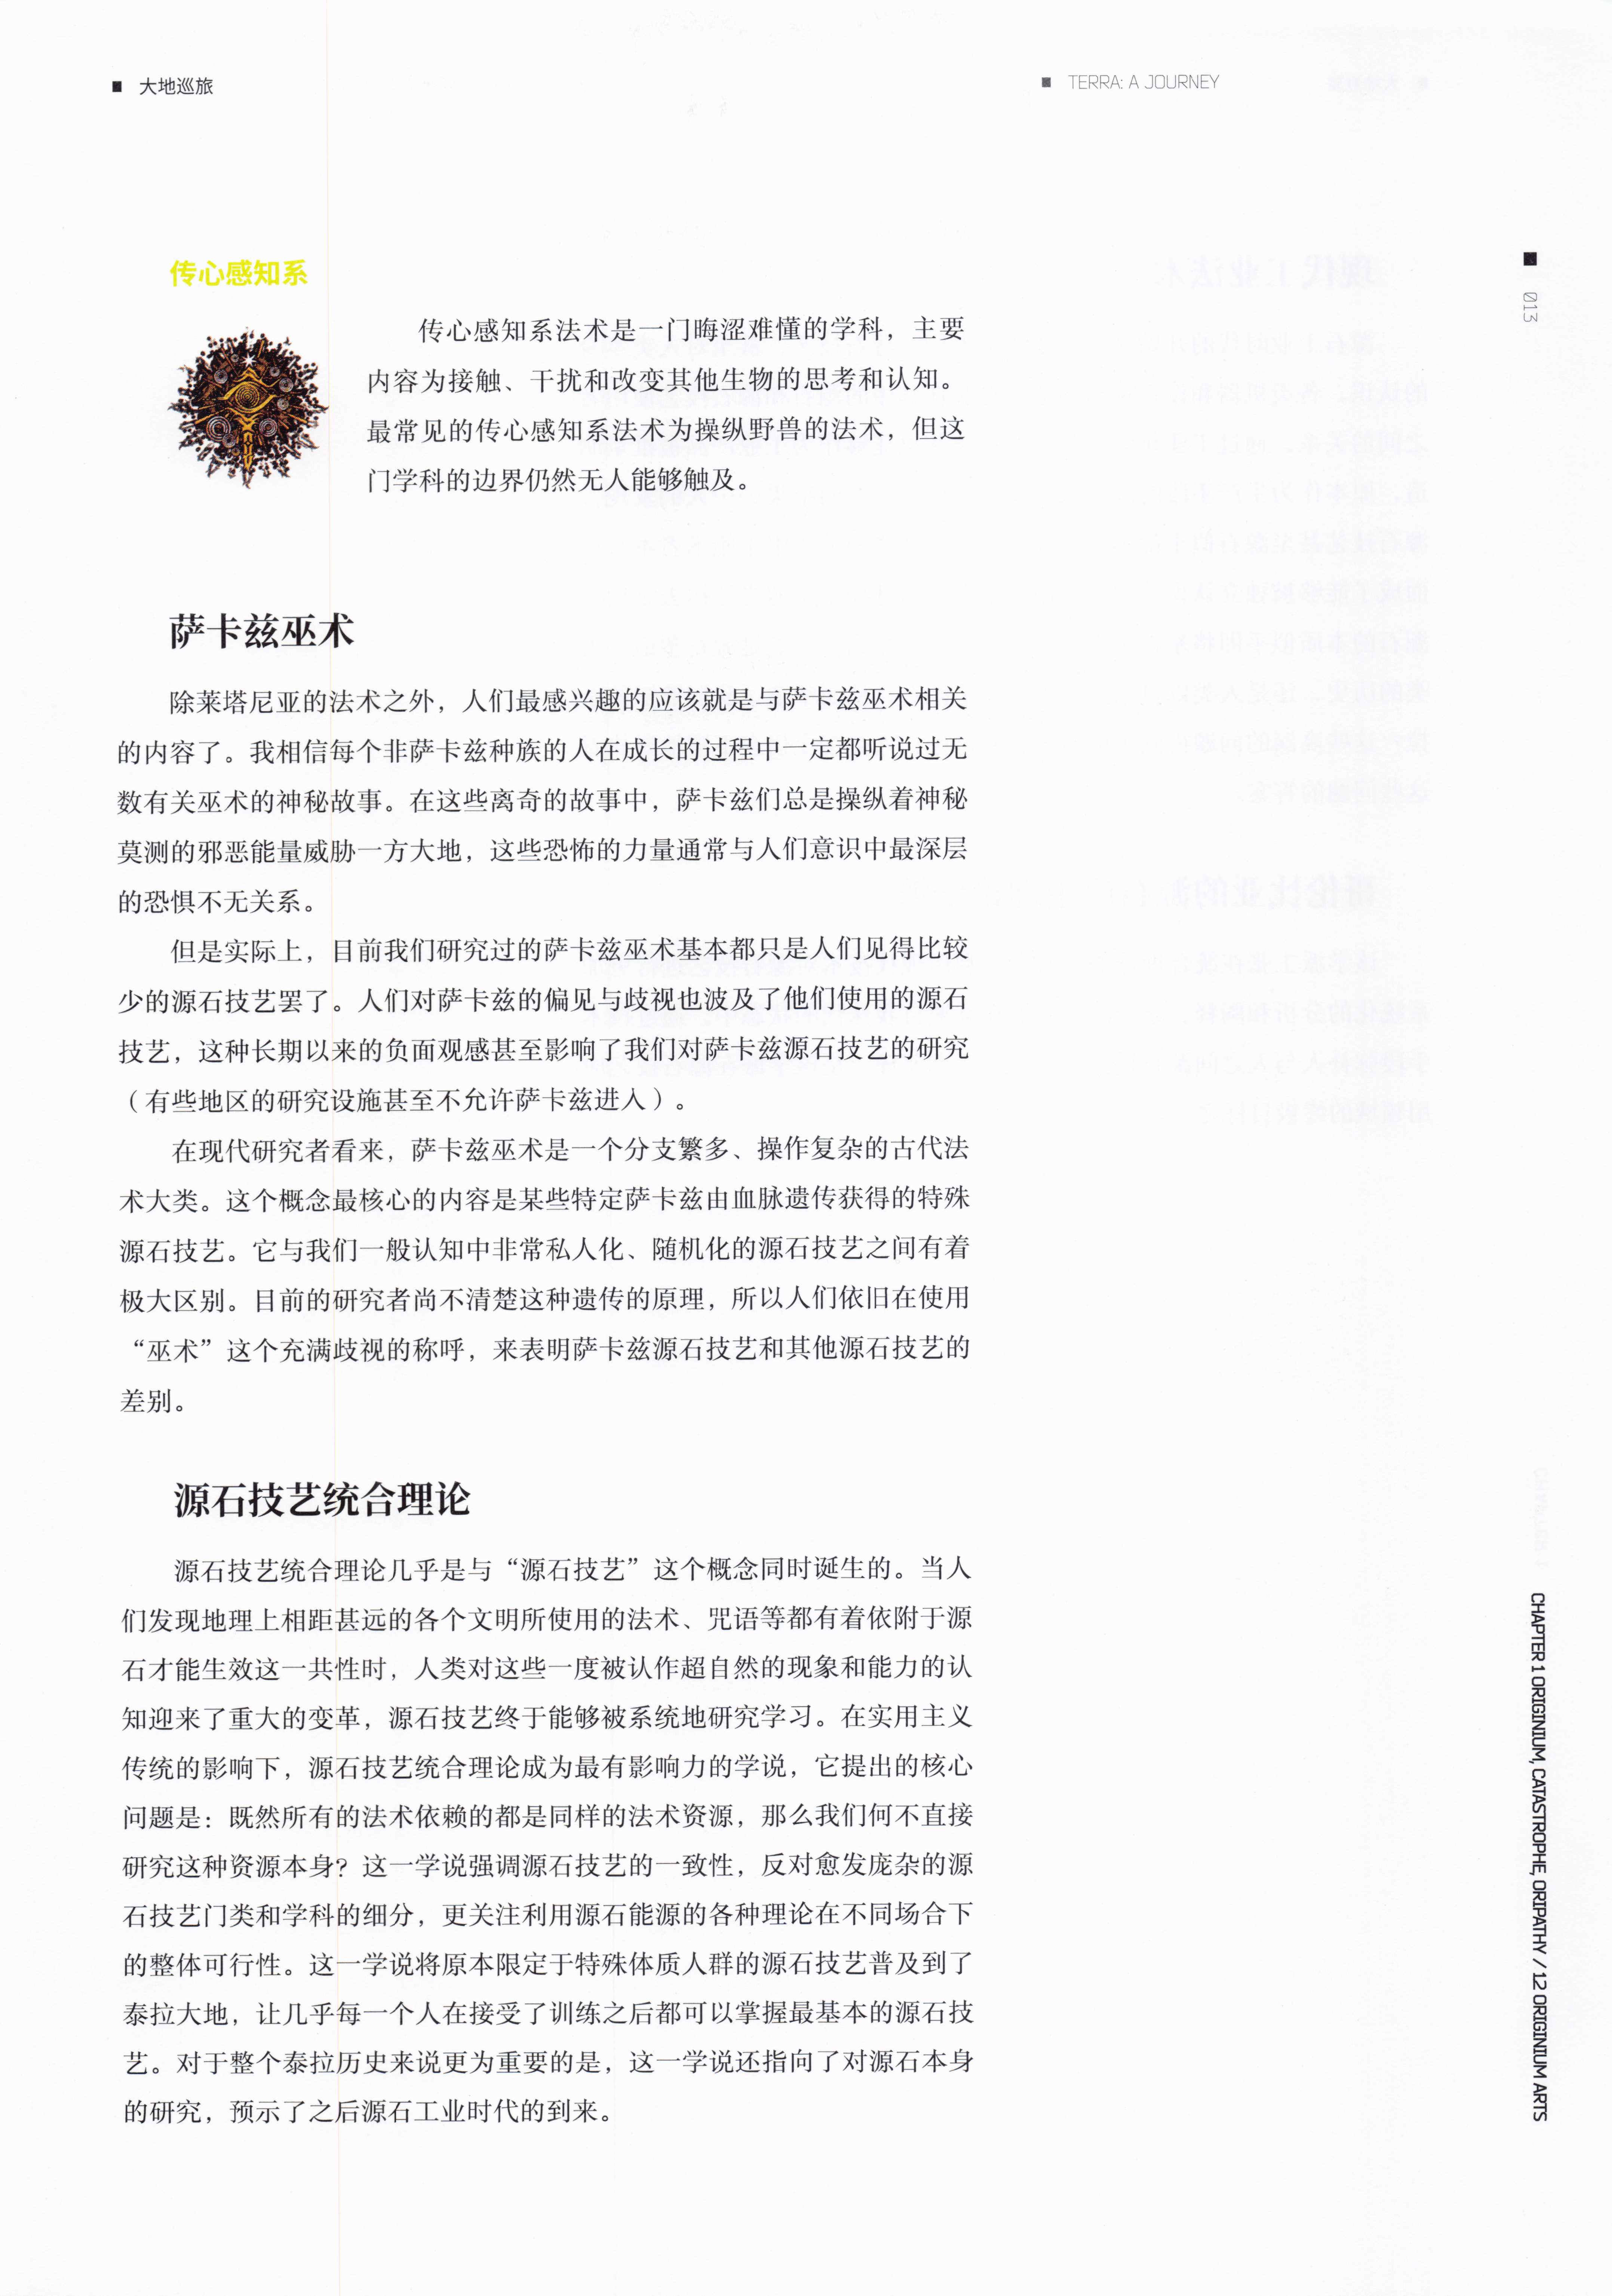 大地巡旅
TERRA: A JOURNEY
013
传心感知系
传心感知系法术是一门晦涩难懂的学科，主要
内容为接触、干扰和改变其他生物的思考和认知。
最常见的传心感知系法术为操纵野兽的法术，但这
门学科的边界仍然无人能够触及。
萨卡兹巫术
除莱塔尼亚的法术之外，人们最感兴趣的应该就是与萨卡兹巫术相关
的内容了。我相信每个非萨卡兹种族的人在成长的过程中一定都听说过无
数有关巫术的神秘故事。在这些离奇的故事中，萨卡兹们总是操纵着神秘
莫测的邪恶能量威胁一方大地，这些恐怖的力量通常与人们意识中最深层
的恐惧不无关系。
但是实际上，目前我们研究过的萨卡兹巫术基本都只是人们见得比较
少的源石技艺罢了。人们对萨卡兹的偏见与歧视也波及了他们使用的源石
技艺，这种长期以来的负面观感甚至影响了我们对萨卡兹源石技艺的研究
（有些地区的研究设施甚至不允许萨卡兹进入）。
在现代研究者看来，萨卡兹巫术是一个分支繁多、操作复杂的古代法
术大类。这个概念最核心的内容是某些特定萨卡兹由血脉遗传获得的特殊
源石技艺。它与我们一般认知中非常私人化、随机化的源石技艺之间有着
极大区别。目前的研究者尚不清楚这种遗传的原理，所以人们依旧在使用
“巫术”这个充满歧视的称呼，来表明萨卡兹源石技艺和其他源石技艺的
差别。
源石技艺统合理论
源石技艺统合理论几乎是与“源石技艺”这个概念同时诞生的。当人
们发现地理上相距甚远的各个文明所使用的法术、咒语等都有着依附于源
石才能生效这一共性时，人类对这些一度被认作超自然的现象和能力的认
知迎来了重大的变革，源石技艺终于能够被系统地研究学习。在实用主义
传统的影响下，源石技艺统合理论成为最有影响力的学说，它提出的核心
问题是：既然所有的法术依赖的都是同样的法术资源，那么我们何不直接
研究这种资源本身？这一学说强调源石技艺的一致性，反对愈发庞杂的源
石技艺门类和学科的细分，更关注利用源石能源的各种理论在不同场合下
的整体可行性。这一学说将原本限定于特殊体质人群的源石技艺普及到了
泰拉大地，让几乎每一个人在接受了训练之后都可以掌握最基本的源石技
艺。对于整个泰拉历史来说更为重要的是，这一学说还指向了对源石本身
的研究，预示了之后源石工业时代的到来。
CHAPTER 1 ORIGINIUM, CATASTROPHE, ORIPATHY / 12 ORIGINIUM ARTS